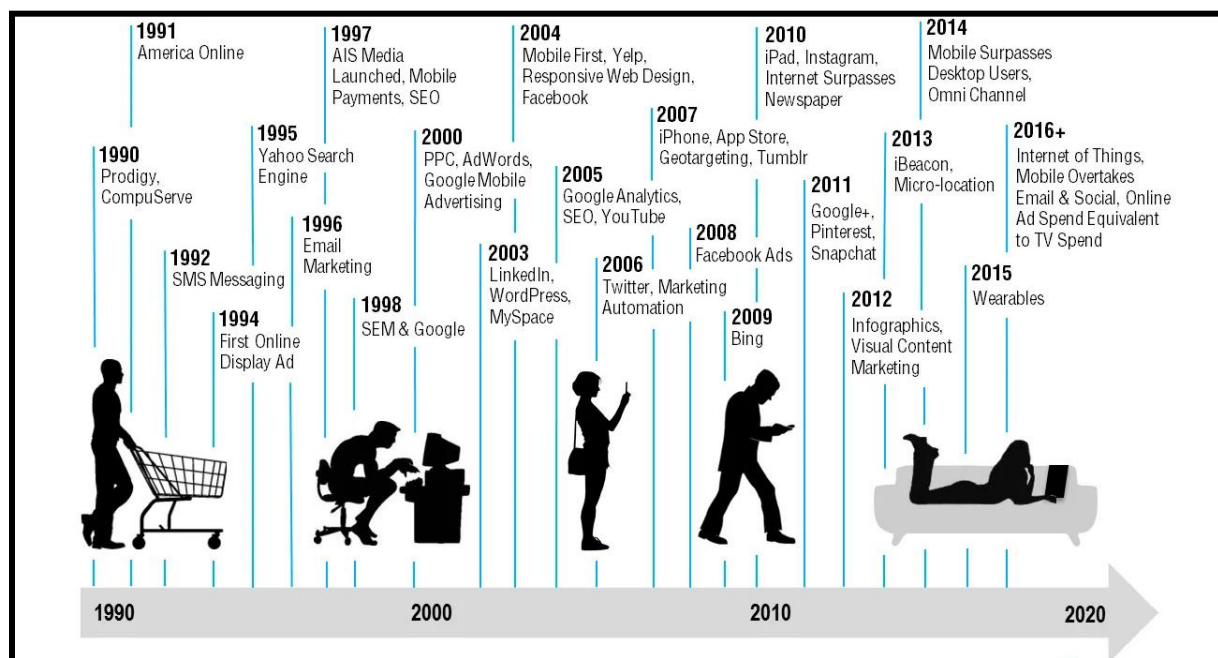 1990
Prodigy,
CompuServe
1991
America Online
1992
SMS Messaging
1994
First Online
Display Ad
1995
Yahoo Search
Engine
1996
Email
Marketing
1997
AIS Media
Launched, Mobile
Payments, SEO
1998
SEM & Google
2000
PPC, AdWords,
Google Mobile
Advertising
2003
LinkedIn,
WordPress,
MySpace
2004
Mobile First, Yelp,
Responsive Web Design,
Facebook
2005
Google Analytics,
SEO, YouTube
2006
Twitter, Marketing
Automation
2007
iPhone, App Store,
Geotargeting, Tumblr
2008
Facebook Ads
2009
Bing
2010
iPad, Instagram,
Internet Surpasses
Newspaper
2011
Google+,
Pinterest,
Snapchat
2012
Infographics,
Visual Content
Marketing
2013
iBeacon,
Micro-location
2014
Mobile Surpasses
Desktop Users,
Omni Channel
2015
Wearables
2016+
Internet of Things,
Mobile Overtakes
Email & Social, Online
Ad Spend Equivalent
to TV Spend
1990
2000
2010
2020